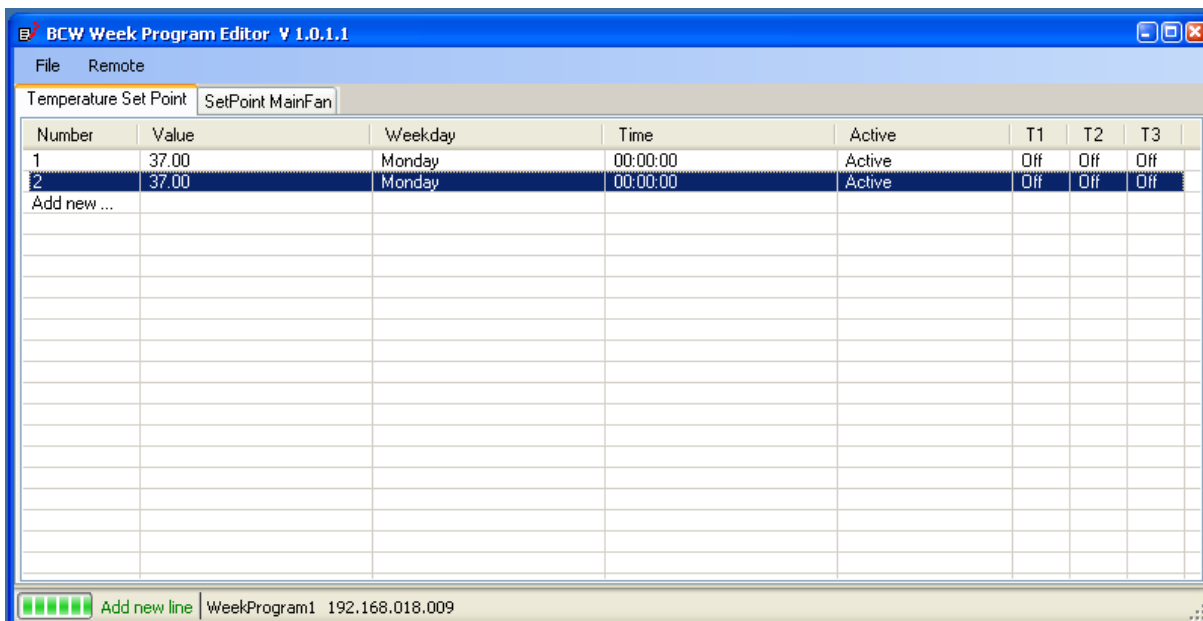 BCW Week Program Editor V 1.0.1.1
File Remote
Temperature Set Point SetPoint MainFan
Number Value Weekday Time Active T1 T2 T3
1 37.00 Monday 00:00:00 Active Off Off Off
2 37.00 Monday 00:00:00 Active Off Off Off
Add new ...
Add new line WeekProgram1 192.168.018.009